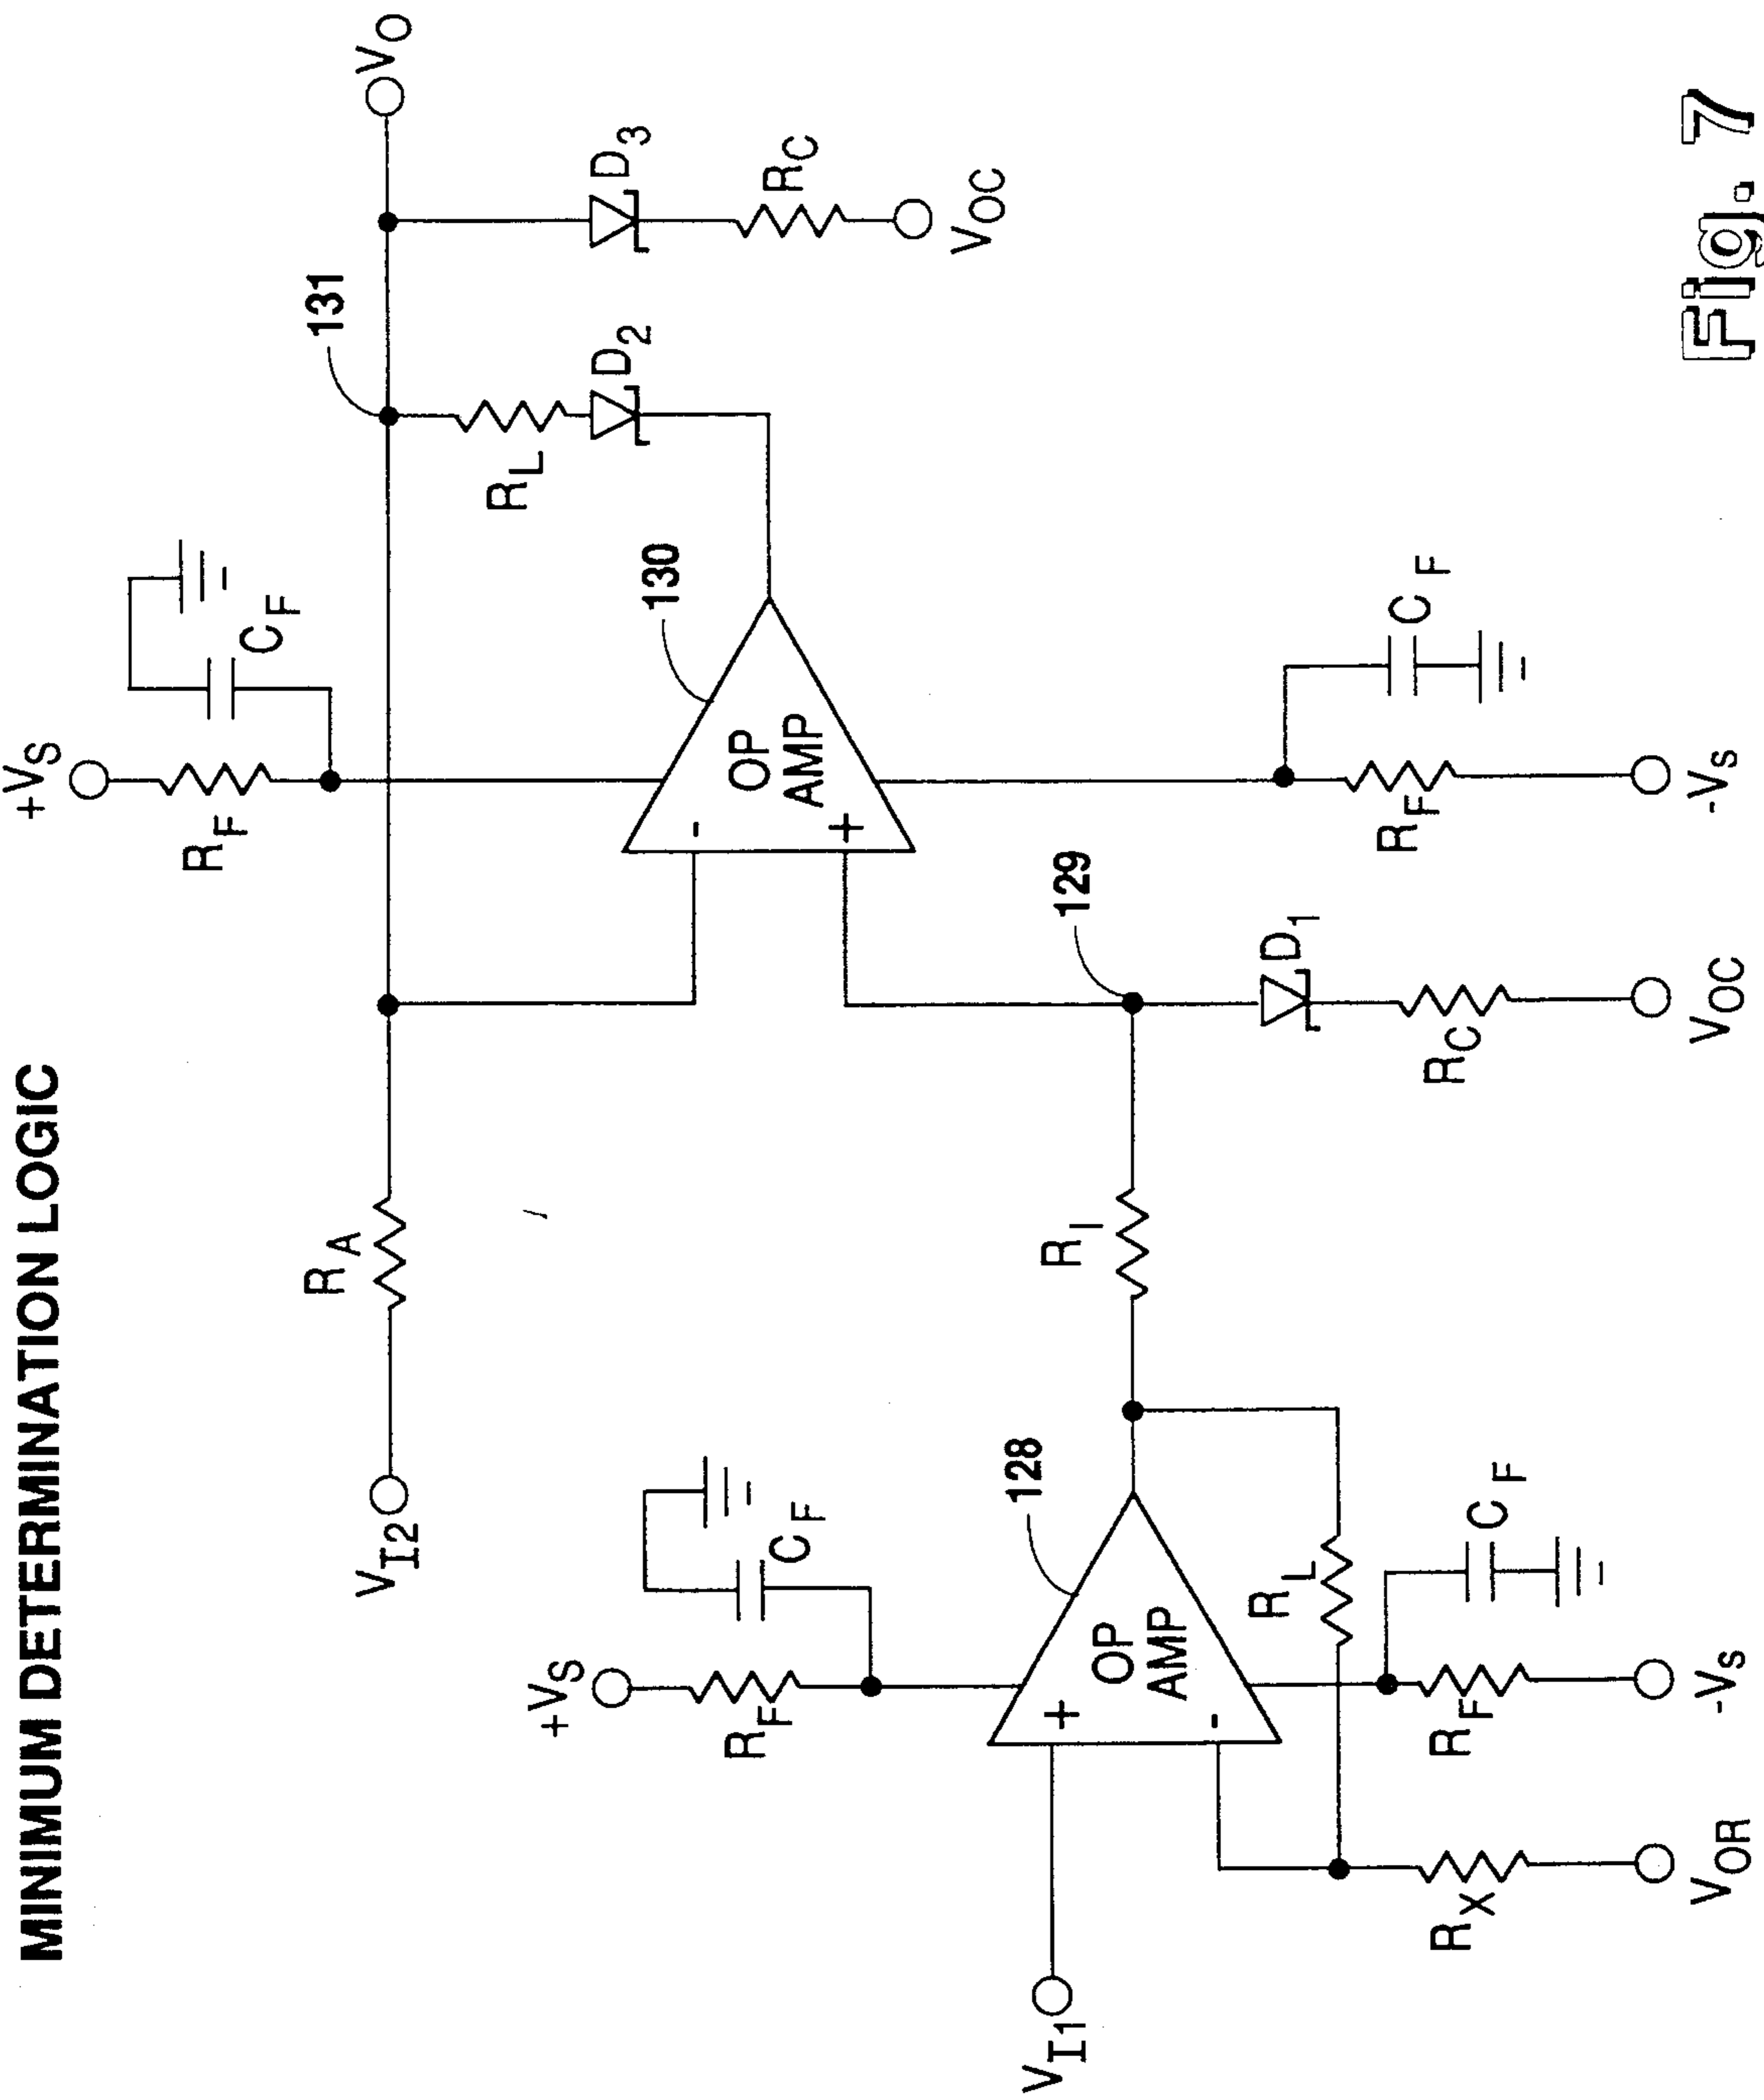 MINIMUM DETERMINATION LOGIC
+VS
RF
CF
131
VO
VI2
RA
RL
D2
D3
RC
VOC
130
-
+
OP
AMP
+VS
RF
CF
128
+
-
OP
AMP
VI1
RI
129
RL
D1
RX
VOR
RF
-VS
CF
RC
VOC
RF
-VS
CF
Fig. 7